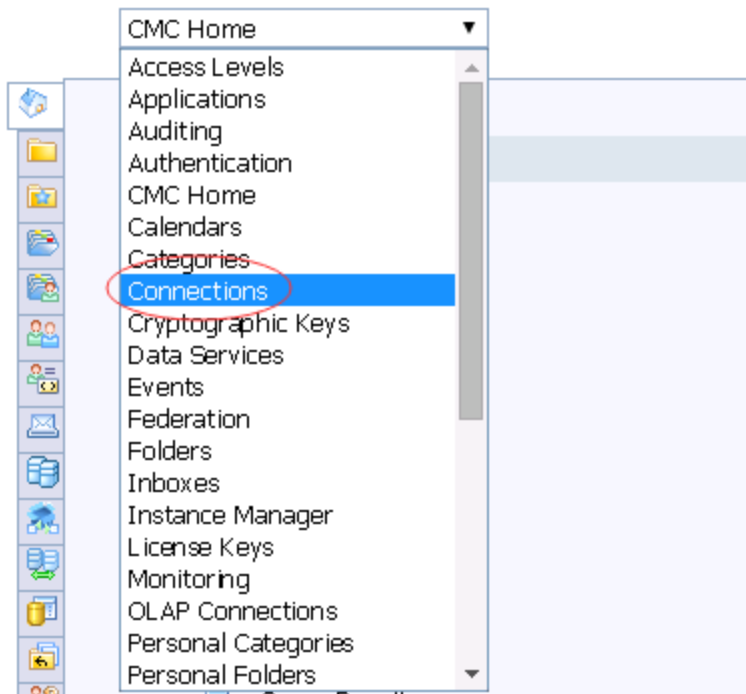 CMC Home
Access Levels
Applications
Auditing
Authentication
CMC Home
Calendars
Categories
Connections
Cryptographic Keys
Data Services
Events
Federation
Folders
Inboxes
Instance Manager
License Keys
Monitoring
OLAP Connections
Personal Categories
Personal Folders